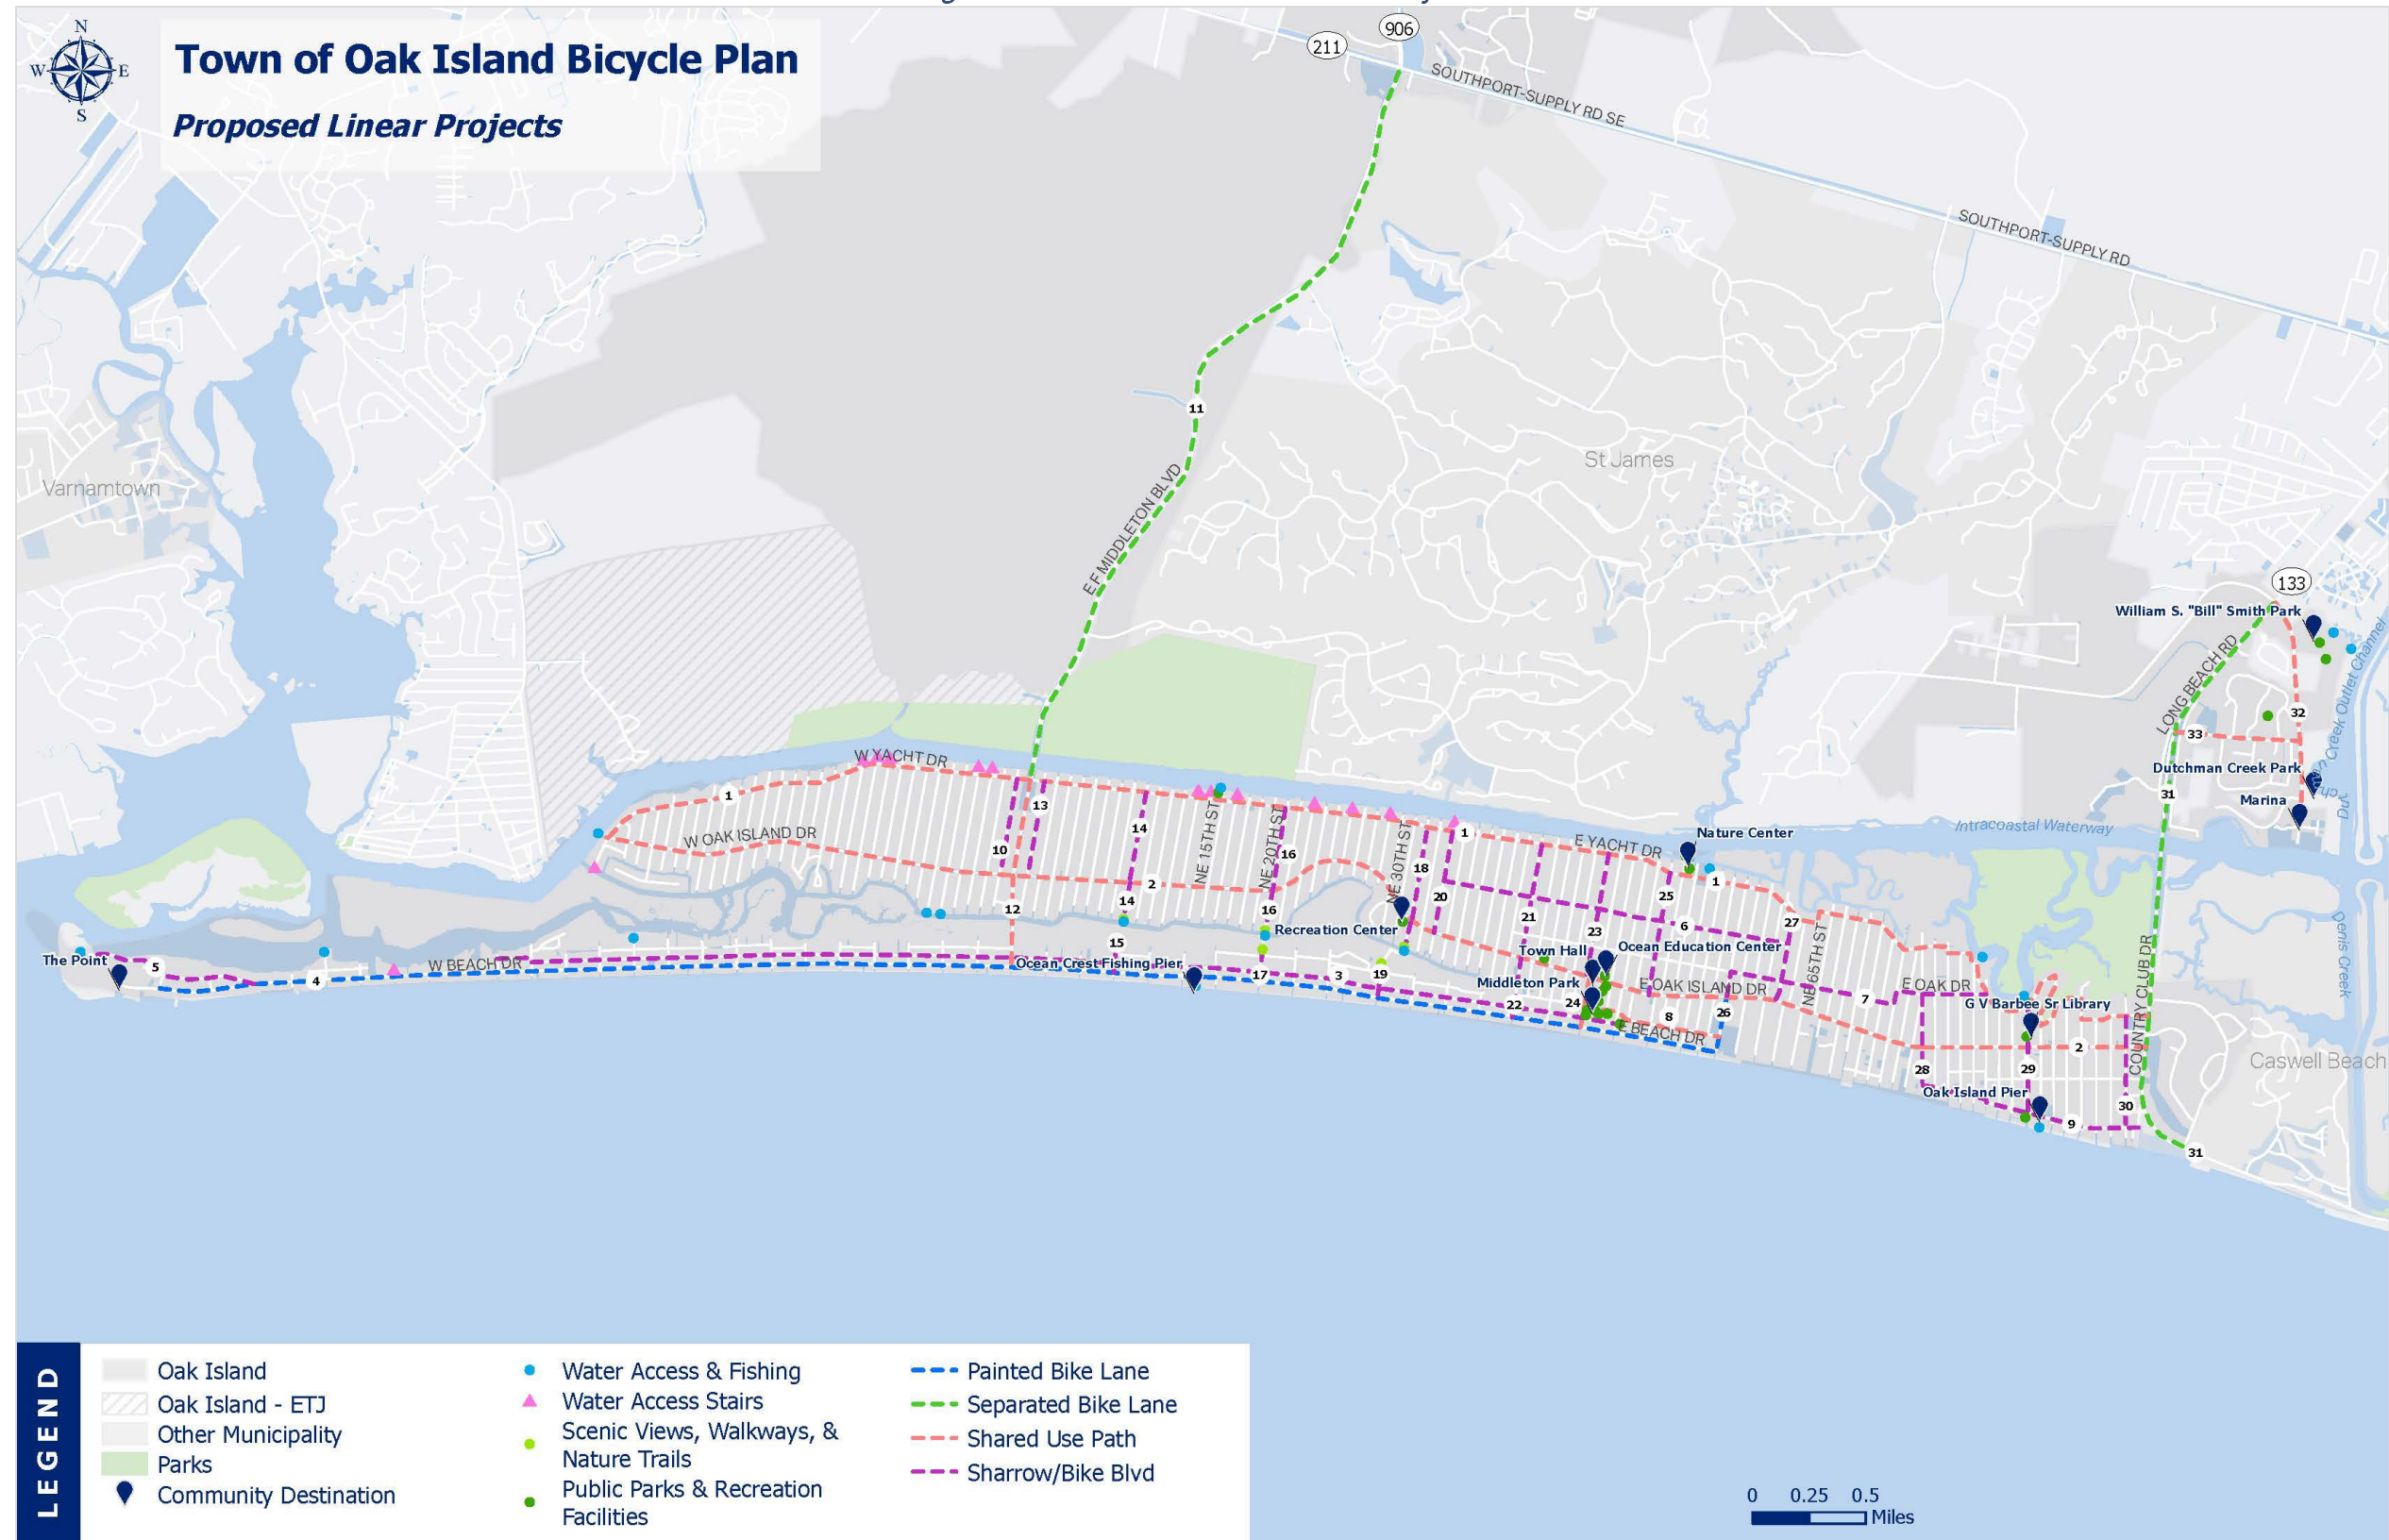 N
W
E
S
Town of Oak Island Bicycle Plan
Proposed Linear Projects
906
211
SOUTHPORT-SUPPLY RD SE
SOUTHPORT-SUPPLY RD
11
St James
Varnamtown
E F MIDDLETON BLVD
133
William S. "Bill" Smith Park
LONG BEACH RD
32
33
Dutchman Creek Park
31
Marina
W YACHT DR
1
13
14
NE 15TH ST
NE 20TH ST
16
NE 30TH ST
1
E YACHT DR
Nature Center
Intracoastal Waterway
W OAK ISLAND DR
10
2
18
1
12
14
16
20
25
21
6
27
Recreation Center
23
15
Town Hall
Ocean Education Center
NE 65TH ST
COUNTRY CLUB DR
Denis Creek
The Point
5
4
W BEACH DR
Ocean Crest Fishing Pier
17
3
19
Middleton Park
E OAK ISLAND DR
7
E OAK DR
22
24
8
26
G V Barbee Sr Library
E BEACH DR
2
28
29
Caswell Beach
Oak Island Pier
30
9
31
LEGEND
Oak Island
Oak Island - ETJ
Other Municipality
Parks
Community Destination
Water Access & Fishing
Water Access Stairs
Scenic Views, Walkways, &
Nature Trails
Public Parks & Recreation
Facilities
Painted Bike Lane
Separated Bike Lane
Shared Use Path
Sharrow/Bike Blvd
0 0.25 0.5
Miles